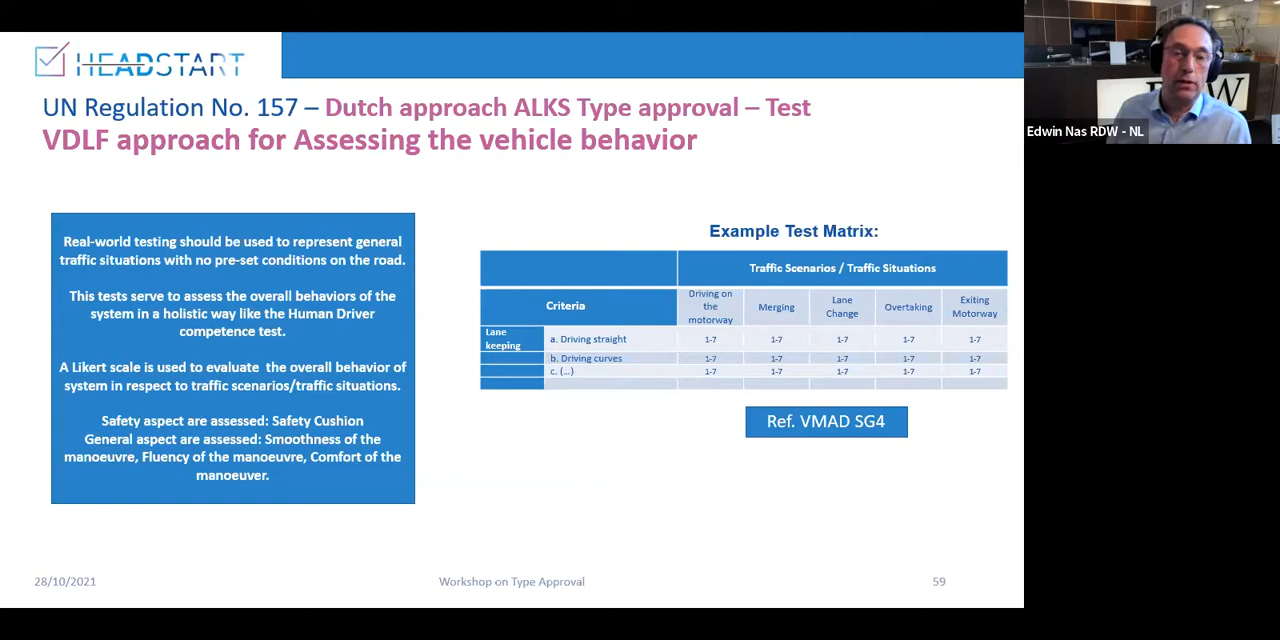 HEADSTART
UN Regulation No. 157 – Dutch approach ALKS Type approval – Test
VDLF approach for Assessing the vehicle behavior
Real-world testing should be used to represent general
traffic situations with no pre-set conditions on the road.
This tests serve to assess the overall behaviors of the
system in a holistic way like the Human Driver
competence test.
A Likert scale is used to evaluate the overall behavior of
system in respect to traffic scenarios/traffic situations.
Safety aspect are assessed: Safety Cushion
General aspect are assessed: Smoothness of the
manoeuvre, Fluency of the manoeuvre, Comfort of the
manoeuver.
Example Test Matrix:
Traffic Scenarios / Traffic Situations
Criteria
Driving on
the
motorway
Merging
Lane
Change
Overtaking
Exiting
Motorway
Lane
keeping
a. Driving straight
1-7 1-7 1-7 1-7 1-7
b. Driving curves
1-7 1-7 1-7 1-7 1-7
c. (...)
1-7 1-7 1-7 1-7 1-7
Ref. VMAD SG4
28/10/2021
Workshop on Type Approval
59
Edwin Nas RDW - NL